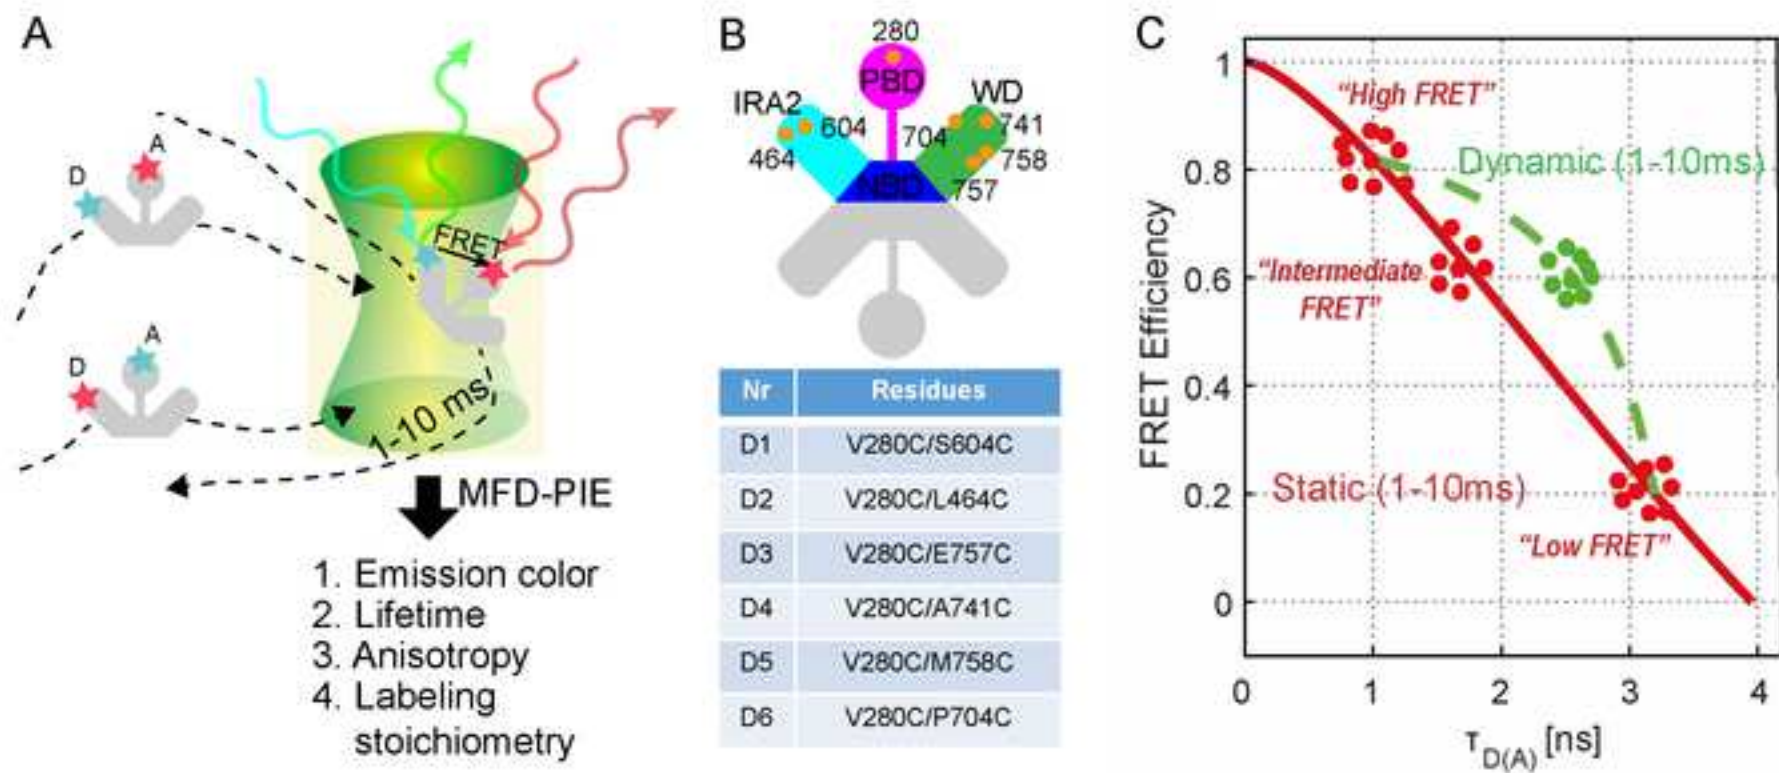 A
D
A
D
A
FRET
1-10 ms
MFD-PIE
1. Emission color
2. Lifetime
3. Anisotropy
4. Labeling
stoichiometry
B
280
PBD
IRA2
WD
604
704
741
464
758
NBD
757
Nr Residues
D1 V280C/S604C
D2 V280C/L464C
D3 V280C/E757C
D4 V280C/A741C
D5 V280C/M758C
D6 V280C/P704C
C
FRET Efficiency
1
0.8
0.6
0.4
0.2
0
"High FRET"
Dynamic (1-10ms)
"Intermediate
FRET"
Static (1-10ms)
"Low FRET"
0 1 2 3 4
τD(A) [ns]